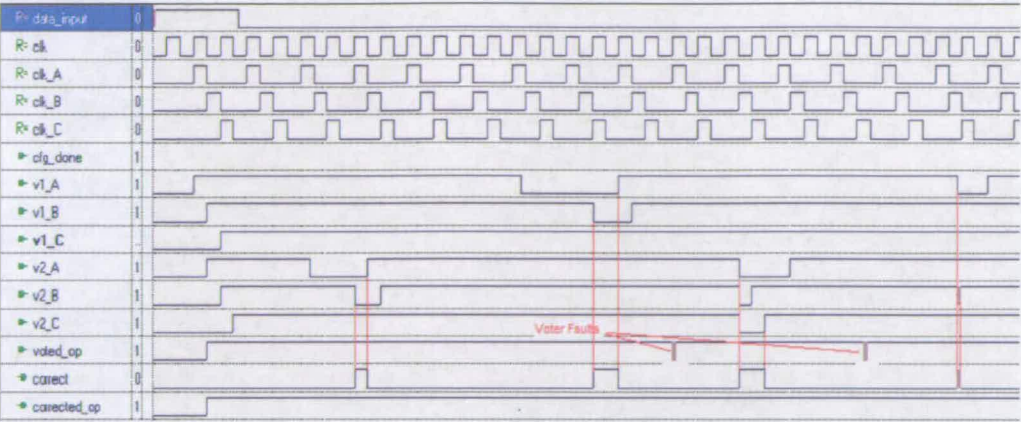 data_input 0
clk 0
clk_A 0
clk_B 0
clk_C 0
cfg_done 1
v1_A 1
v1_B 1
v1_C
v2_A 1
v2_B 1
v2_C 1
Voter Faults
voted_op 1
correct 0
corrected_op 1